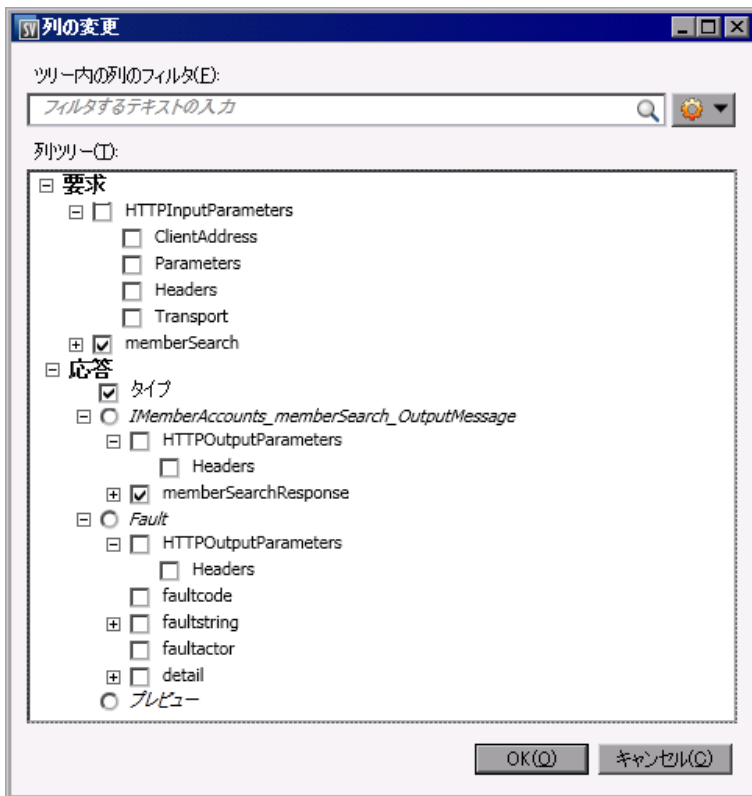 SV 列の変更
ツリー内の列のフィルタ(F):
フィルタするテキストの入力
列ツリー(T):
要求
HTTPInputParameters
ClientAddress
Parameters
Headers
Transport
memberSearch
応答
タイプ
IMemberAccounts_memberSearch_OutputMessage
HTTPOutputParameters
Headers
memberSearchResponse
Fault
HTTPOutputParameters
Headers
faultcode
faultstring
faultactor
detail
プレビュー
OK(O) キャンセル(C)